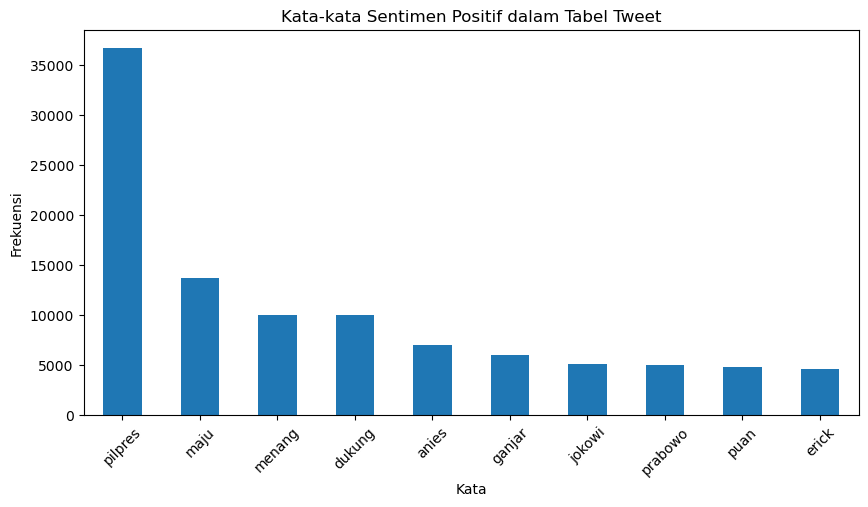 Kata-kata Sentimen Positif dalam Tabel Tweet
Frekuensi
35000
30000
25000
20000
15000
10000
5000
0
pilpres
maju
menang
dukung
anies
ganjar
jokowi
prabowo
puan
erick
Kata